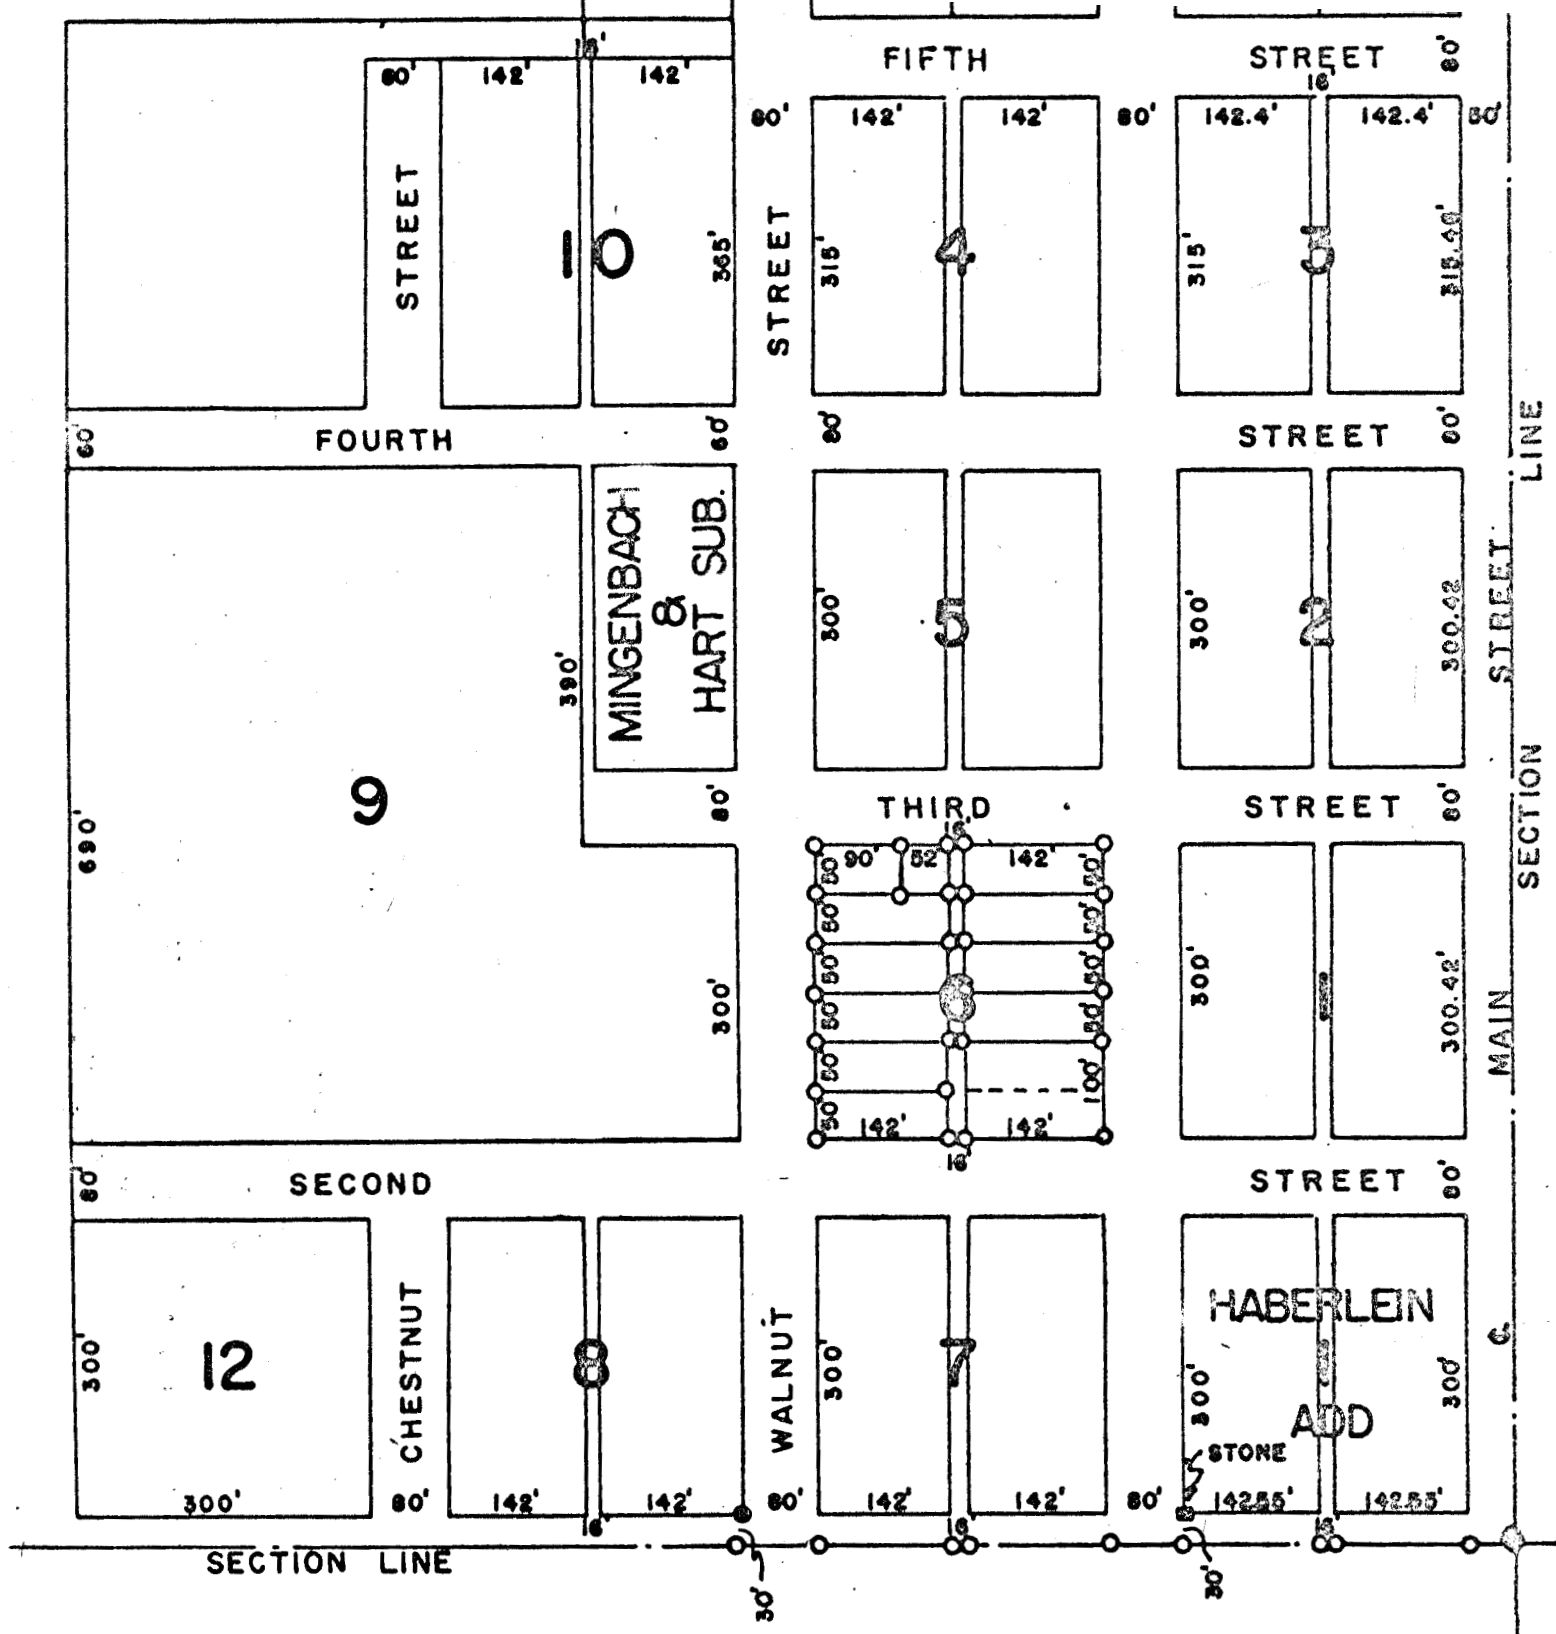 FIFTH STREET 80'
16'
80' 142' 142'
16'
80' 142' 142' 80' 142.4' 142.4' 50'
STREET
10
365'
STREET
315'
4
315'
3
315.40'
60'
FOURTH
60'
80'
STREET
80'
LINE
MINGENBACH
&
HART SUB.
390'
300'
5
300'
2
300.42
STREET
9
690'
80'
THIRD STREET 80'
SECTION
16'
90' 52' 142'
50' 50'
50' 50'
50' 50'
50' 50'
50' 100'
50'
142' 142'
16'
300'
6
300'
300.42'
MAIN
80'
SECOND
STREET
80'
300'
12
CHESTNUT
8
WALNUT
300'
7
HABERLEIN
ADD
300'
300'
STONE
300' 80' 142' 142' 80' 142' 142' 80' 142.55' 142.55'
16' 16' 16'
SECTION LINE
30' 30'